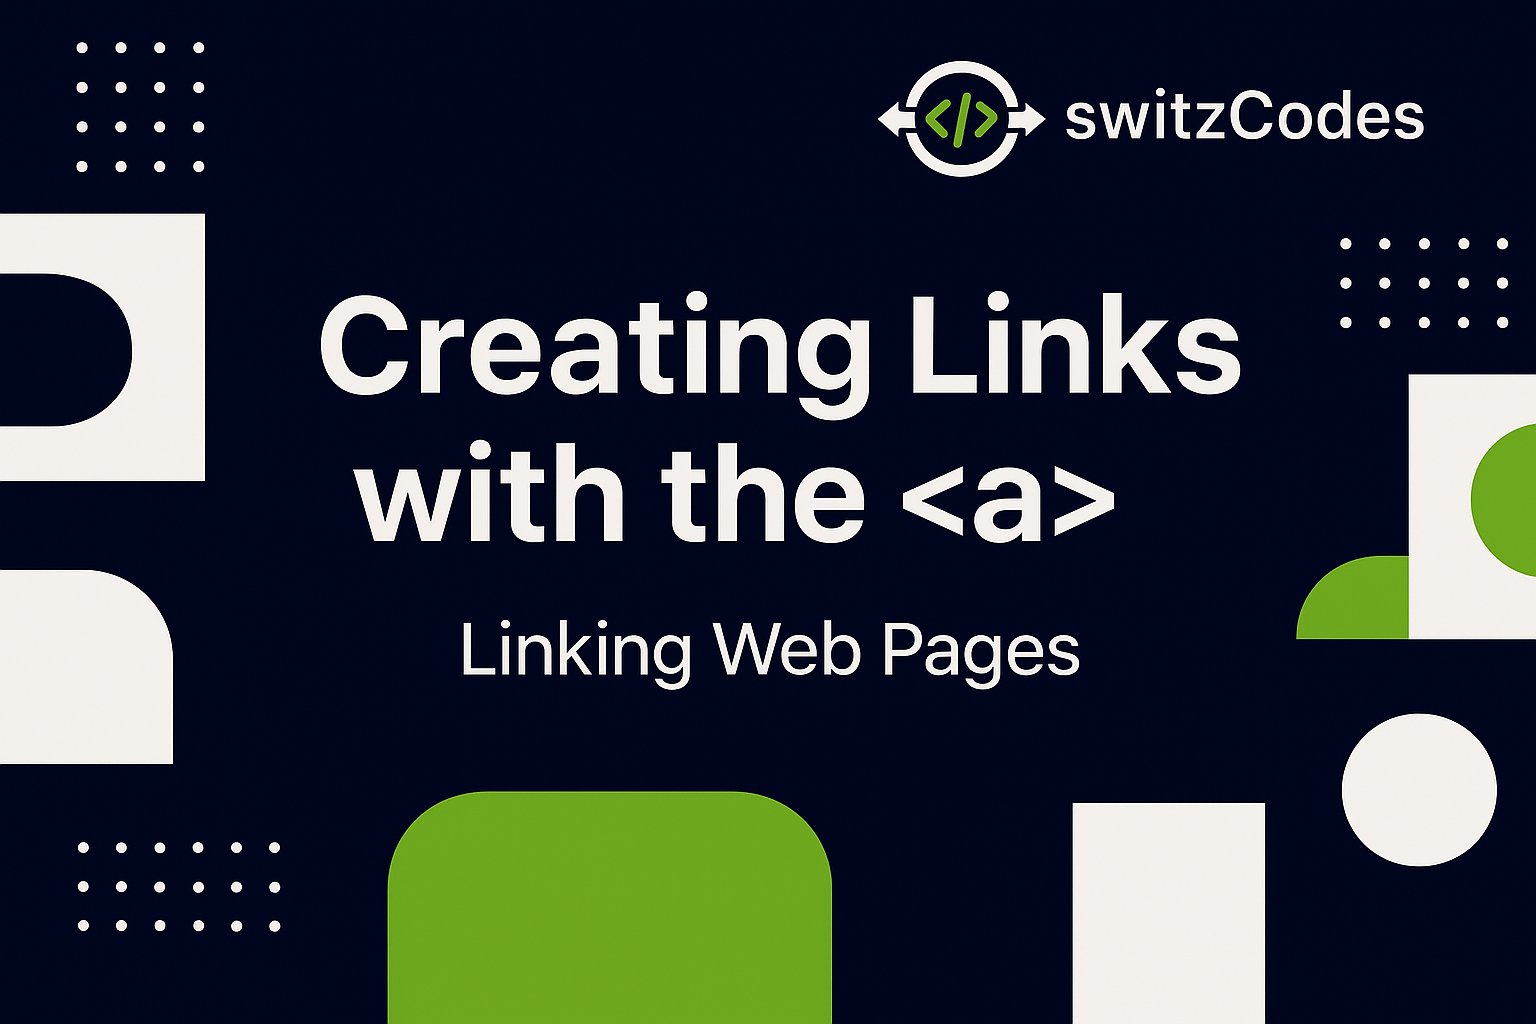 </> switzCodes
Creating Links
with the <a>
Linking Web Pages